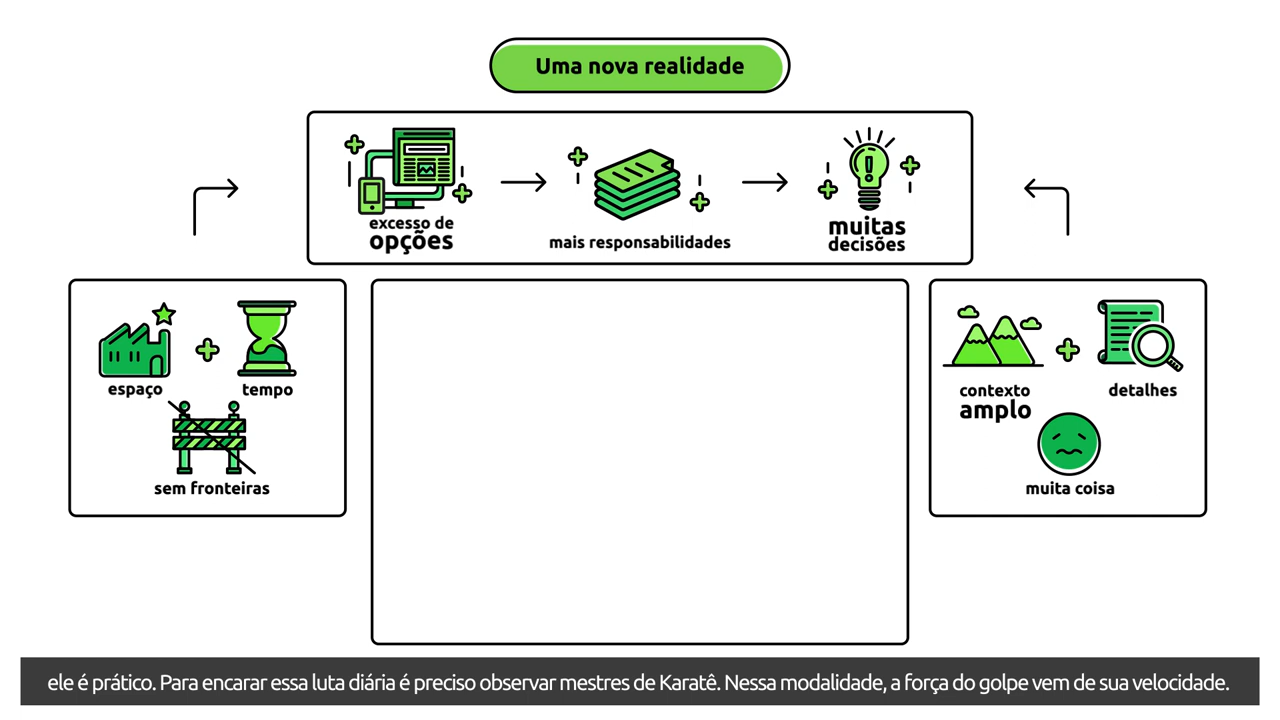 Uma nova realidade
excesso de
opções
mais responsabilidades
muitas
decisões
espaço
tempo
sem fronteiras
contexto
amplo
detalhes
muita coisa
ele é prático. Para encarar essa luta diária é preciso observar mestres de Karatê. Nessa modalidade, a força do golpe vem de sua velocidade.